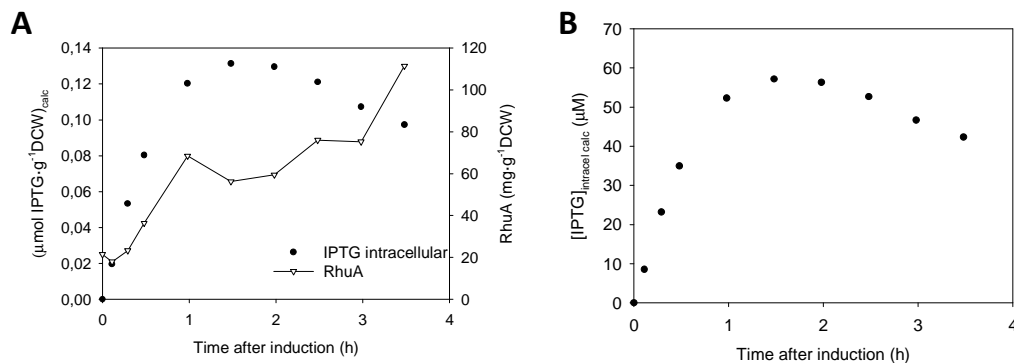 A
(μmol IPTG·g⁻¹DCW)calc
0,14
0,12
0,10
0,08
0,06
0,04
0,02
0,00
IPTG intracellular
RhuA
0 1 2 3 4
Time after induction (h)
120
100
80
60
40
20
0
RhuA (mg·g⁻¹DCW)
B
[IPTG]intracel calc (μM)
70
60
50
40
30
20
10
0
0 1 2 3 4
Time after induction (h)